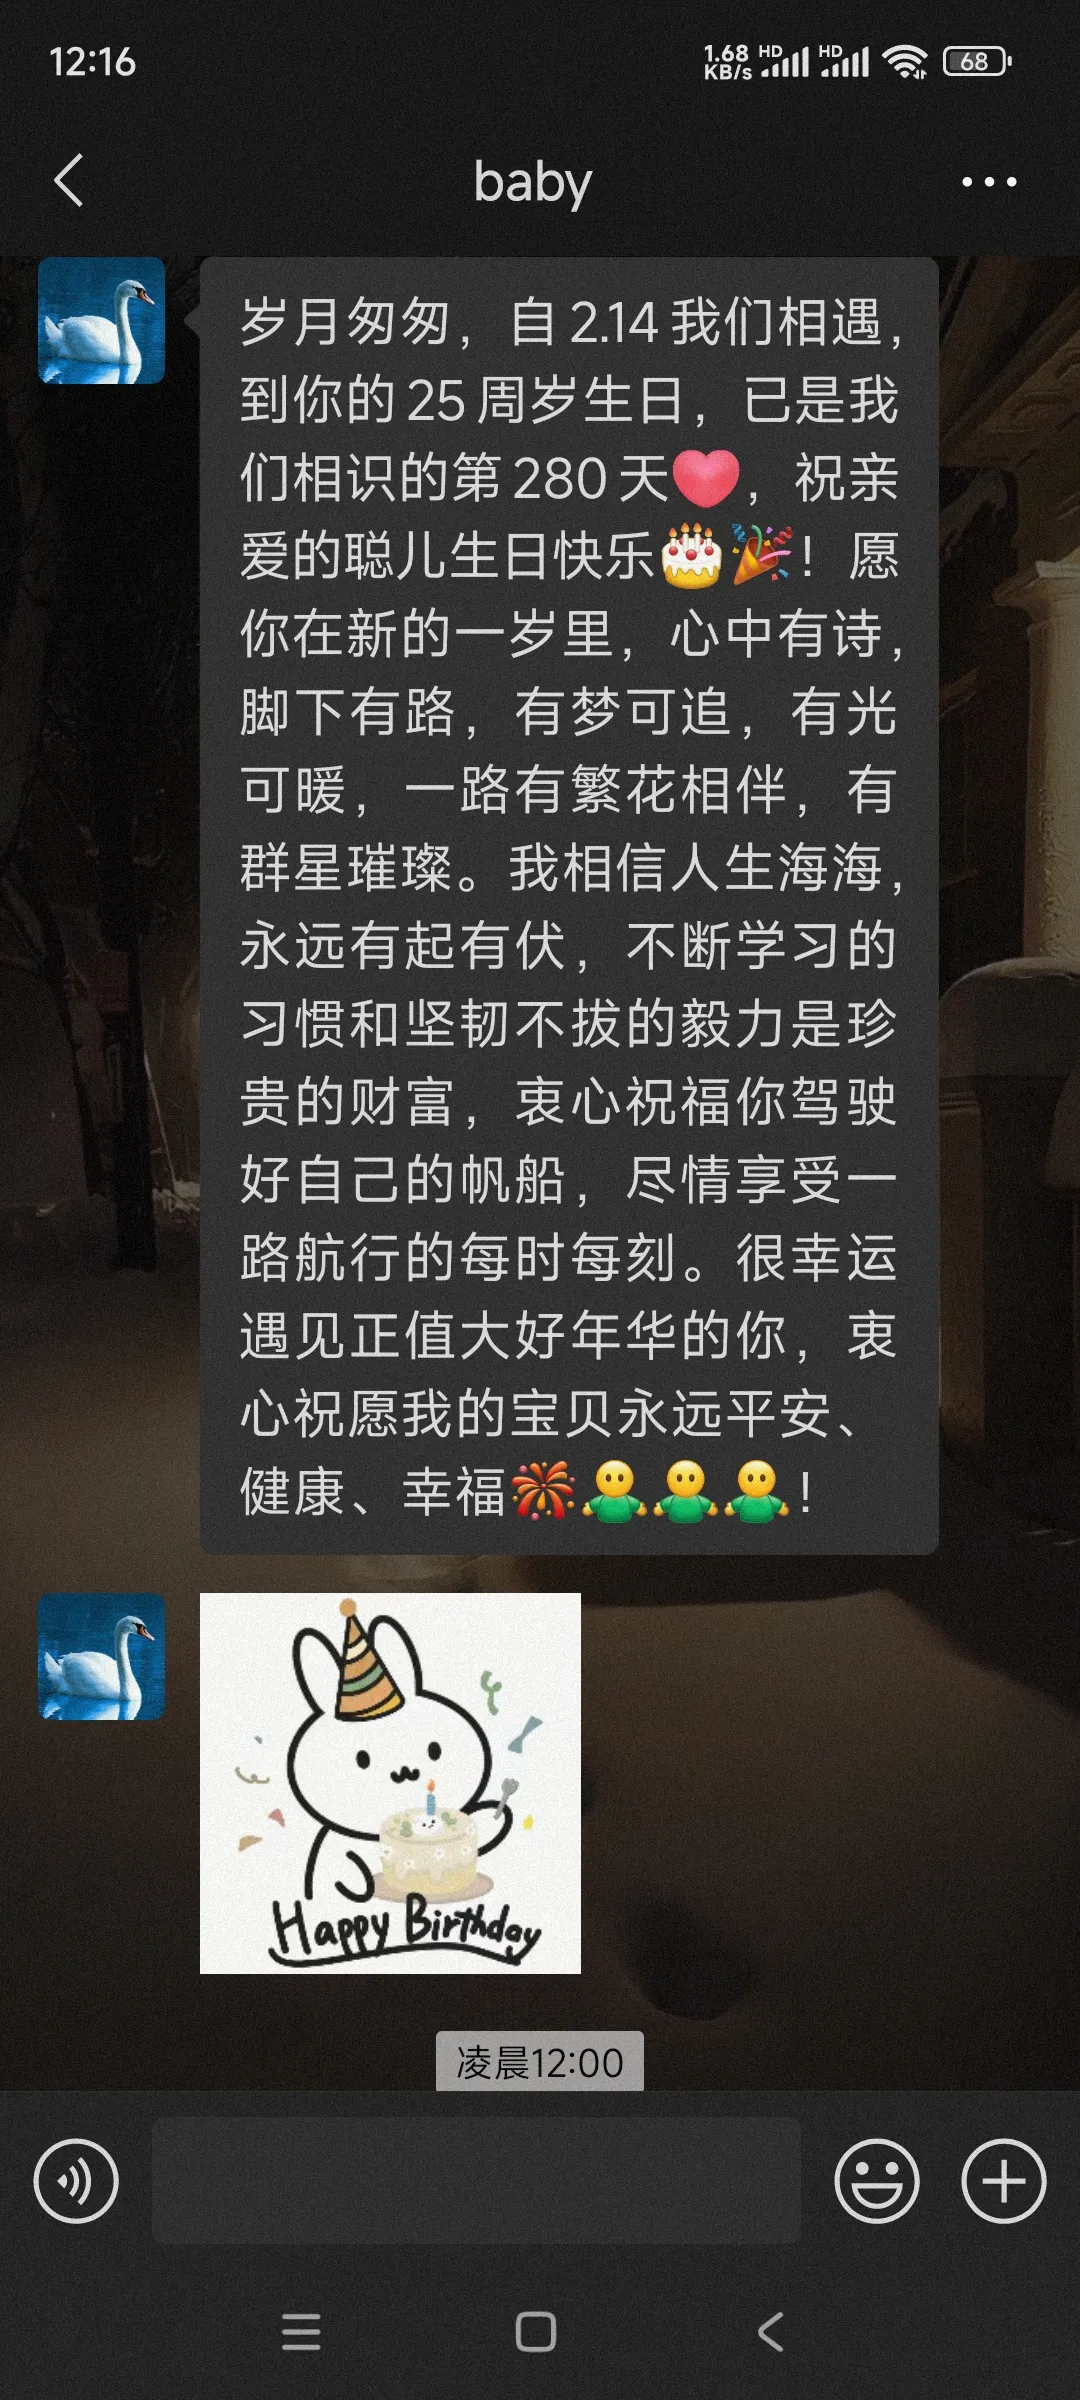 12:16
1.68 KB/s HD HD 68
baby
岁月匆匆，自2.14我们相遇，
到你的25周岁生日，已是我
们相识的第280天❤️，祝亲
爱的聪儿生日快乐🎂🎉！愿
你在新的一岁里，心中有诗，
脚下有路，有梦可追，有光
可暖，一路有繁花相伴，有
群星璀璨。我相信人生海海，
永远有起有伏，不断学习的
习惯和坚韧不拔的毅力是珍
贵的财富，衷心祝福你驾驶
好自己的帆船，尽情享受一
路航行的每时每刻。很幸运
遇见正值大好年华的你，衷
心祝愿我的宝贝永远平安、
健康、幸福🎆！
Happy Birthday
凌晨12:00